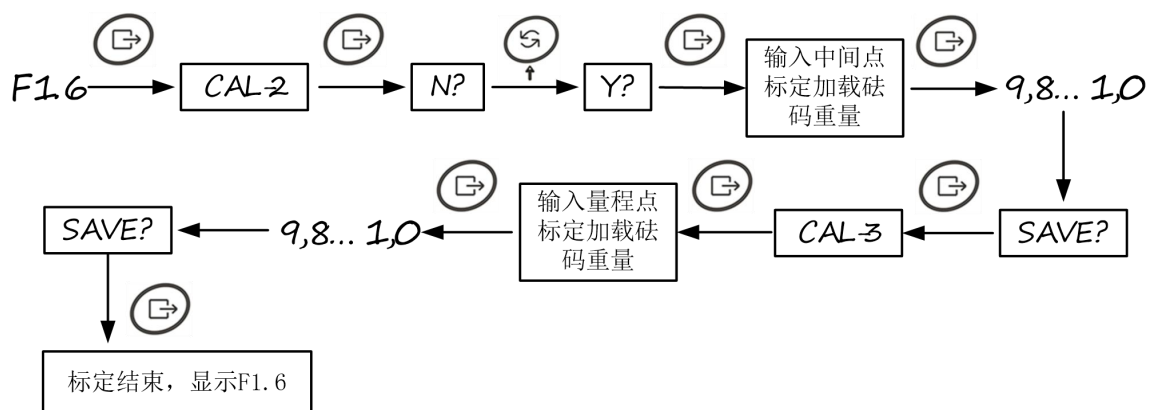 F1.6
CAL-2
N?
Y?
输入中间点
标定加载砝
码重量
9,8... 1,0
SAVE?
CAL-3
输入量程点
标定加载砝
码重量
9,8... 1,0
SAVE?
标定结束，显示F1.6